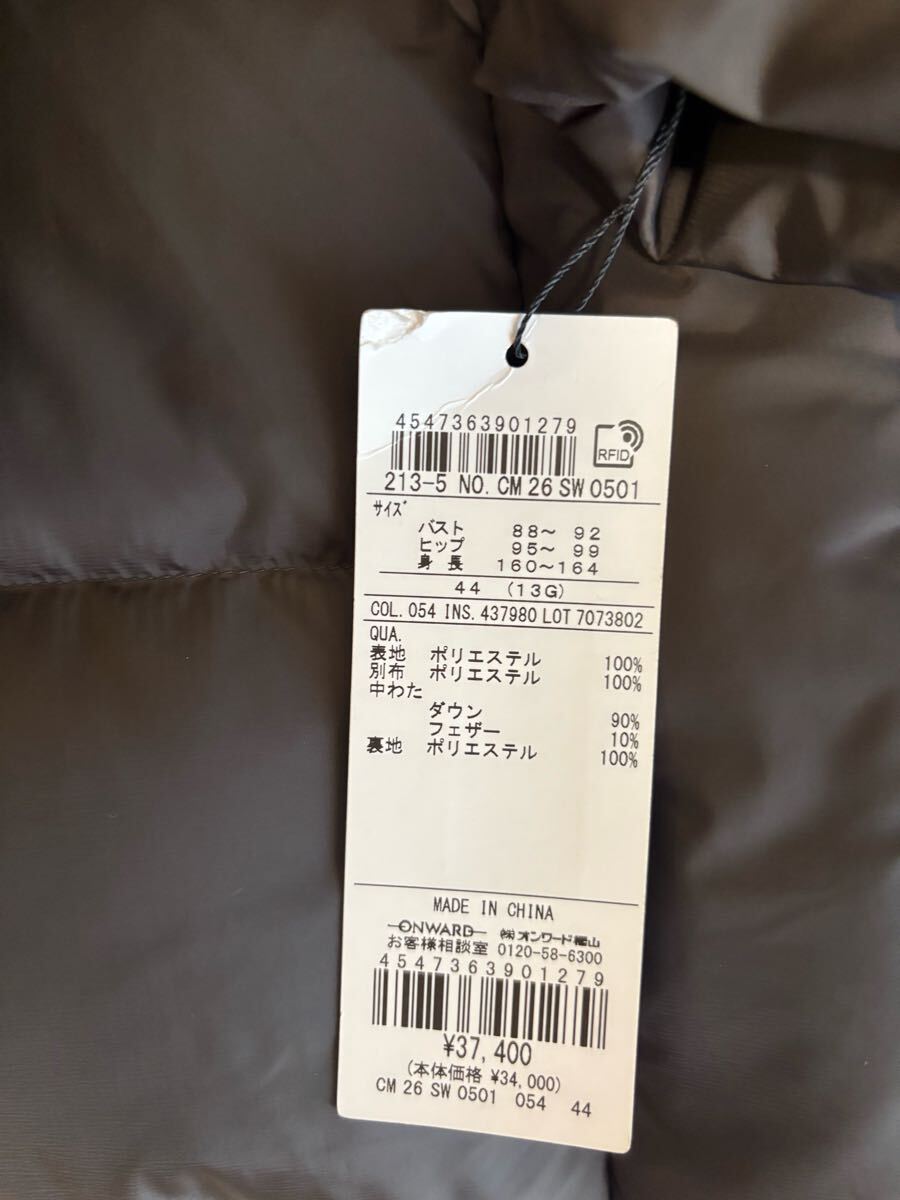 4547363901279
RFID
213-5 NO. CM 26 SW 0501
サイズ
バスト 88～ 92
ヒップ 95～ 99
身長 160～164
44 (13G)
COL. 054 INS. 437980 LOT 7073802
QUA.
表地 ポリエステル 100%
別布 ポリエステル 100%
中わた
ダウン 90%
フェザー 10%
裏地 ポリエステル 100%
MADE IN CHINA
ONWARD ㈱オンワード樫山
お客様相談室 0120-58-6300
4547363901279
¥37,400
(本体価格 ¥34,000)
CM 26 SW 0501 054 44